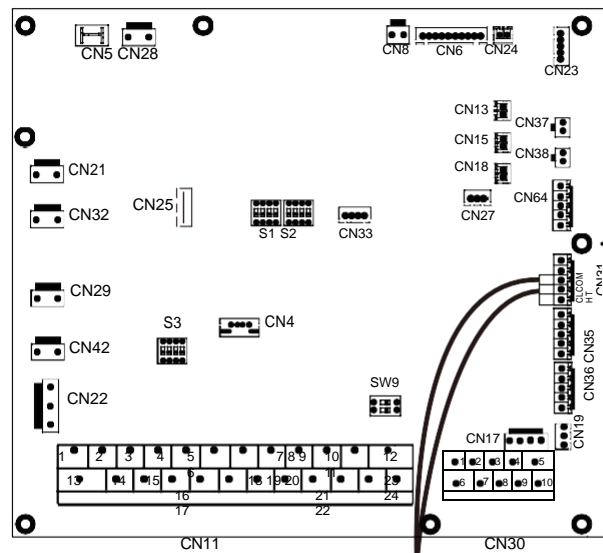 CN5 CN28
CN8 CN6 CN24
CN23
CN13 CN37
CN15 CN38
CN18
CN21
CN32
CN25
S1 S2
CN33
CN27
CN64
CN31
CLCOM
HT
CN29
CN42
S3
CN4
CN35
CN36
CN22
SW9
CN17
CN19
1 2 3 4 5 7 8 9 10 12
6 11
13 14 15 18 19 20 23
16 21 24
17 22
1 2 3 4 5
6 7 8 9 10
CN11 CN30